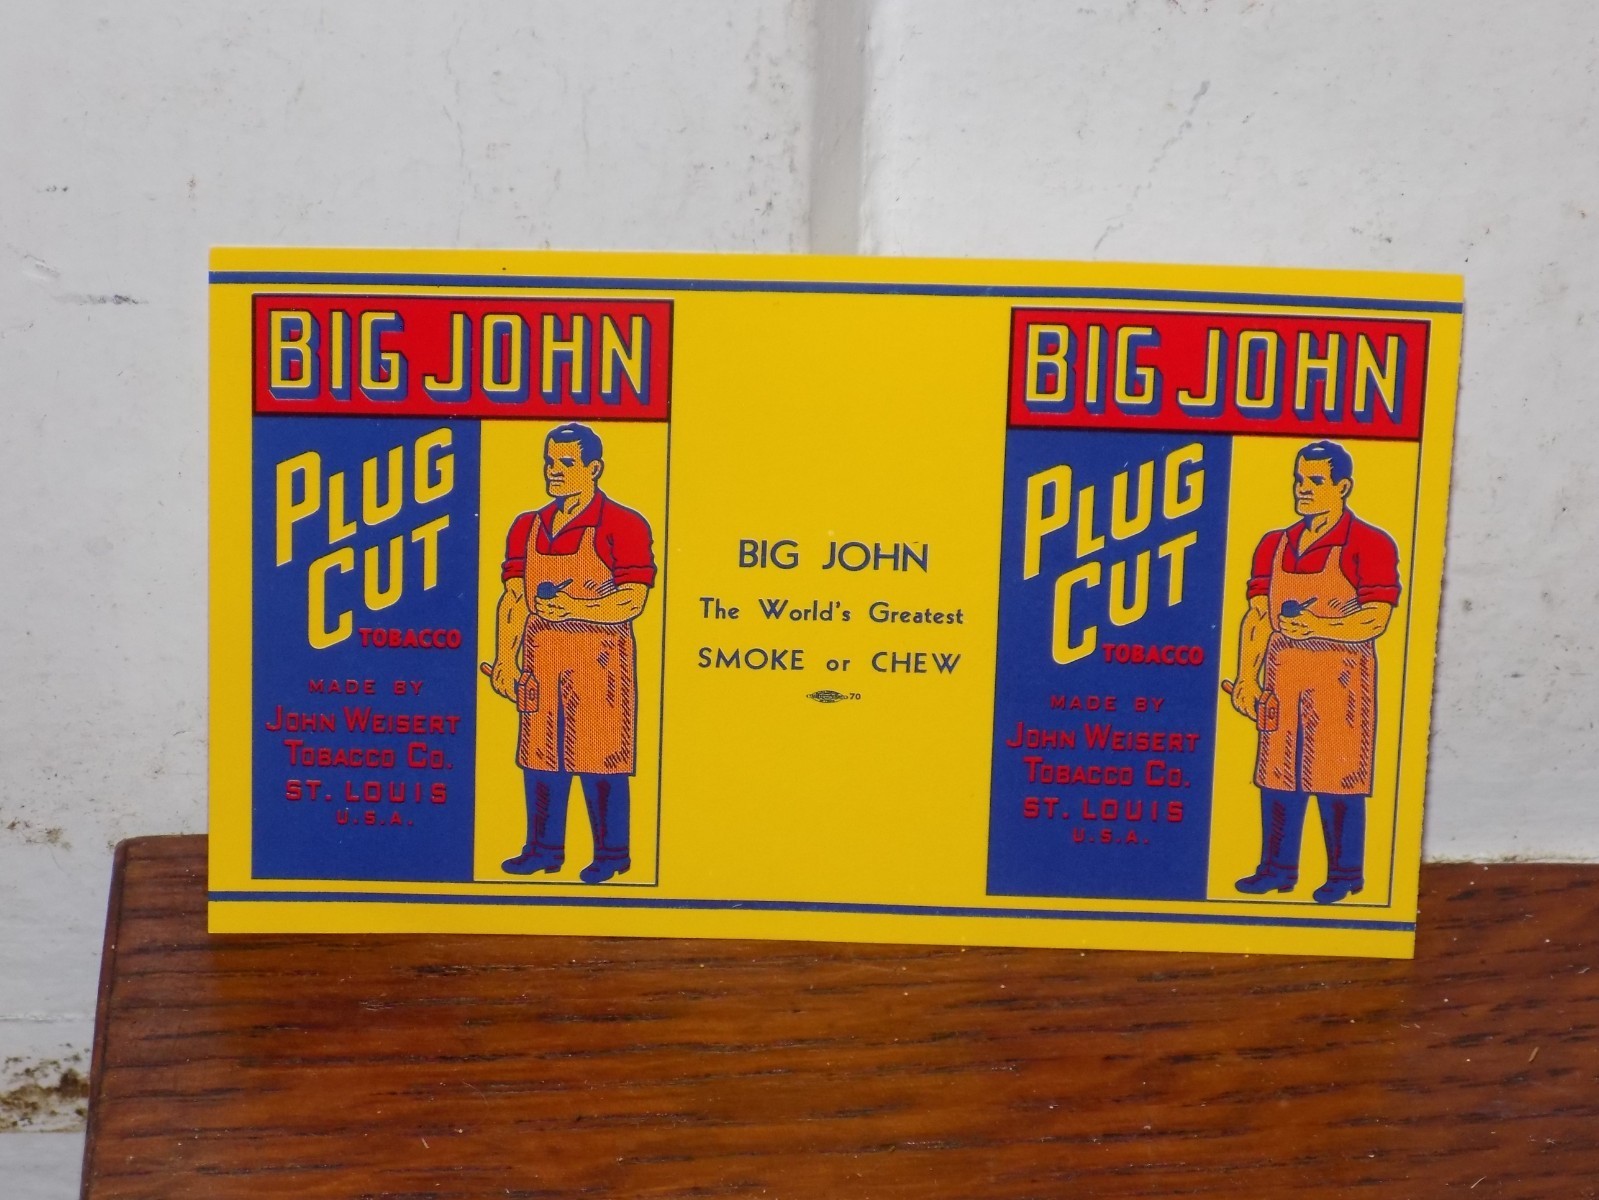 BIG JOHN
PLUG
CUT
TOBACCO
MADE BY
JOHN WEISERT
TOBACCO CO.
ST. LOUIS
U.S.A.
BIG JOHN
The World's Greatest
SMOKE or CHEW
70
BIG JOHN
PLUG
CUT
TOBACCO
MADE BY
JOHN WEISERT
TOBACCO CO.
ST. LOUIS
U.S.A.